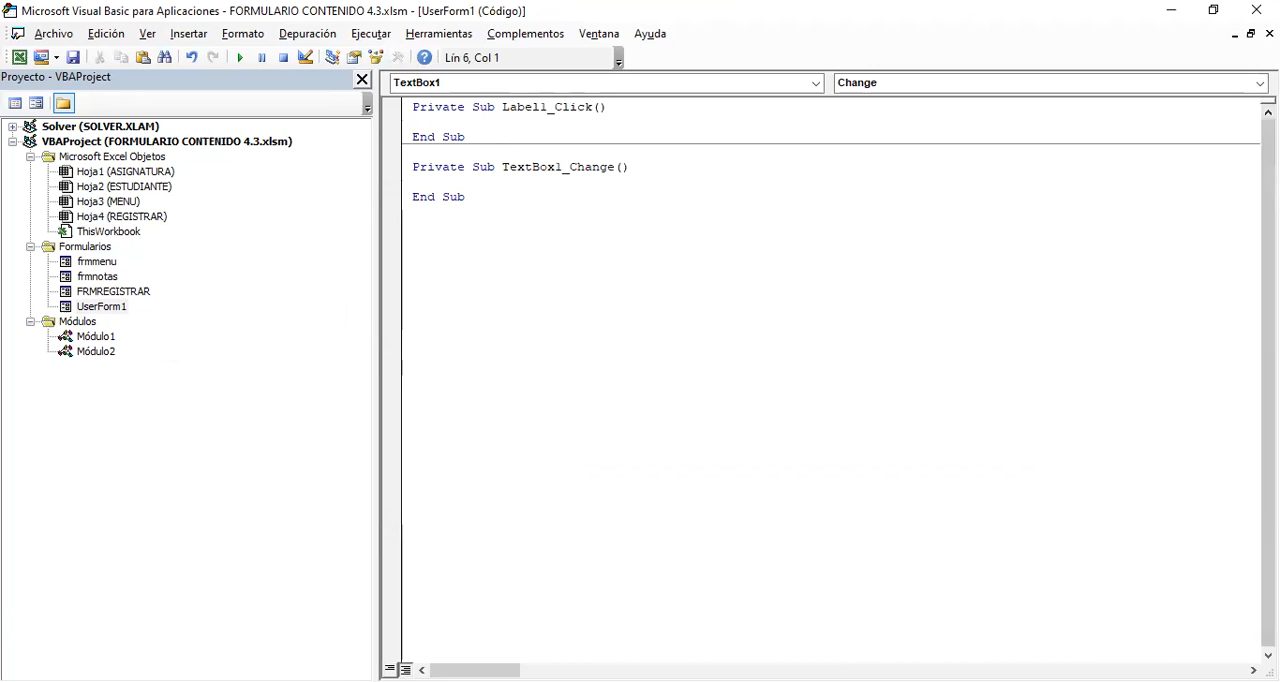 Microsoft Visual Basic para Aplicaciones - FORMULARIO CONTENIDO 4.3.xlsm - [UserForm1 (Código)]
Archivo Edición Ver Insertar Formato Depuración Ejecutar Herramientas Complementos Ventana Ayuda
Lín 6, Col 1
Proyecto - VBAProject
TextBox1
Change
Solver (SOLVER.XLAM)
VBAProject (FORMULARIO CONTENIDO 4.3.xlsm)
Microsoft Excel Objetos
Hoja1 (ASIGNATURA)
Hoja2 (ESTUDIANTE)
Hoja3 (MENU)
Hoja4 (REGISTRAR)
ThisWorkbook
Formularios
frmmenu
frmnotas
FRMREGISTRAR
UserForm1
Módulos
Módulo1
Módulo2
Private Sub Label1_Click()
End Sub
Private Sub TextBox1_Change()
End Sub